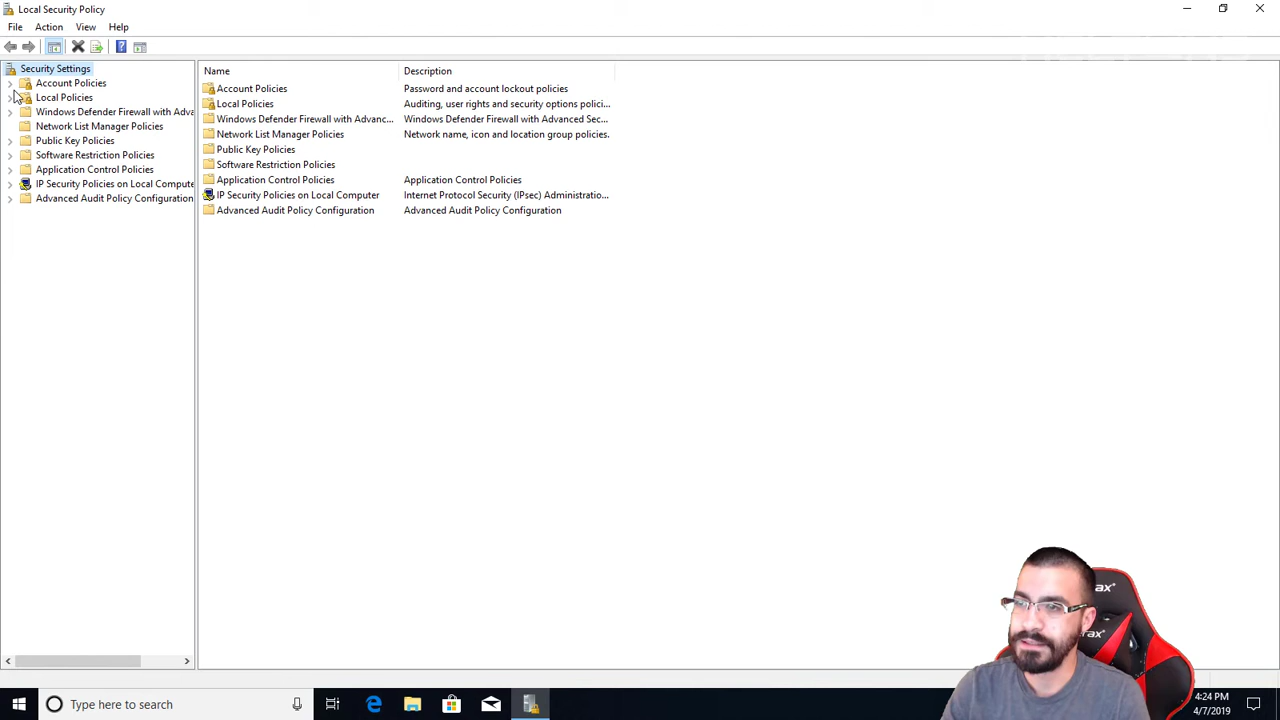 Local Security Policy
File Action View Help
Security Settings
Account Policies
Local Policies
Windows Defender Firewall with Adva
Network List Manager Policies
Public Key Policies
Software Restriction Policies
Application Control Policies
IP Security Policies on Local Compute
Advanced Audit Policy Configuration
Name Description
Account Policies Password and account lockout policies
Local Policies Auditing, user rights and security options polici...
Windows Defender Firewall with Advanc... Windows Defender Firewall with Advanced Sec...
Network List Manager Policies Network name, icon and location group policies.
Public Key Policies
Software Restriction Policies
Application Control Policies Application Control Policies
IP Security Policies on Local Computer Internet Protocol Security (IPsec) Administratio...
Advanced Audit Policy Configuration Advanced Audit Policy Configuration
Type here to search
4:24 PM
4/7/2019